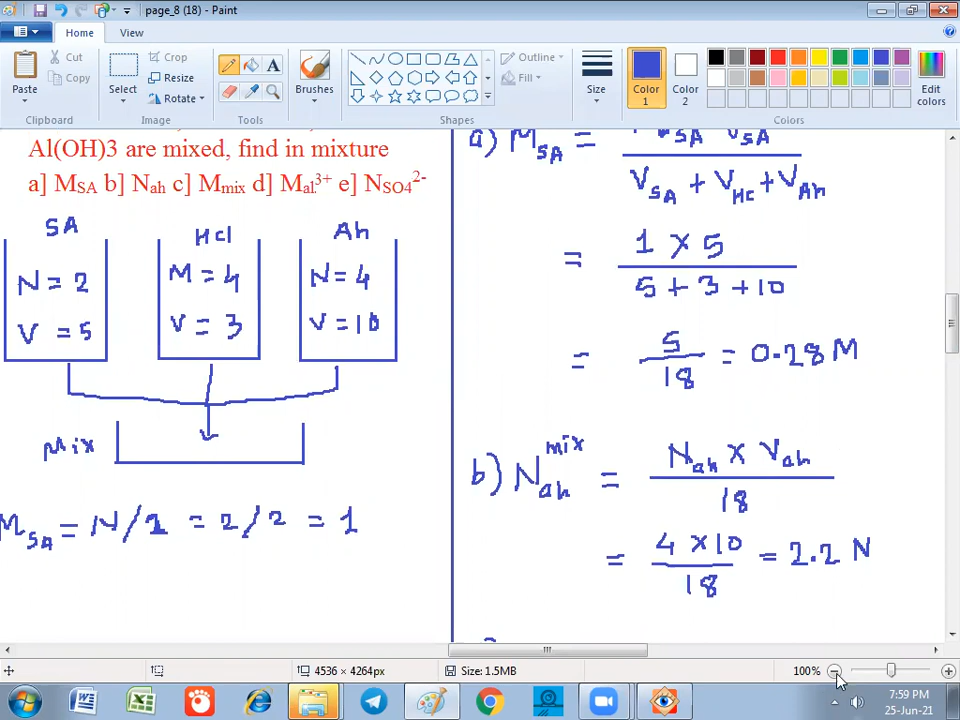 page_8 (18) - Paint
Home
View
Paste
Cut
Copy
Clipboard
Select
Crop
Resize
Rotate
Image
Tools
Brushes
Shapes
Outline
Fill
Size
Color 1
Color 2
Colors
Edit colors
Al(OH)3 are mixed, find in mixture
a] MSA b] Nah c] Mmix d] Mal3+ e] NSO42-
SA
N = 2
V = 5
HCl
M = 4
V = 3
Ah
N = 4
V = 10
Mix
MSA = N/2 = 2/2 = 1
a) MSA =
VSA + VHCl + VAh
= 1 × 5
5 + 3 + 10
= 5 = 0.28 M
18
b) Nah mix = Nah × Vah
18
= 4 × 10 = 2.2 N
18
4536 × 4264px
Size: 1.5MB
100%
7:59 PM
25-Jun-21